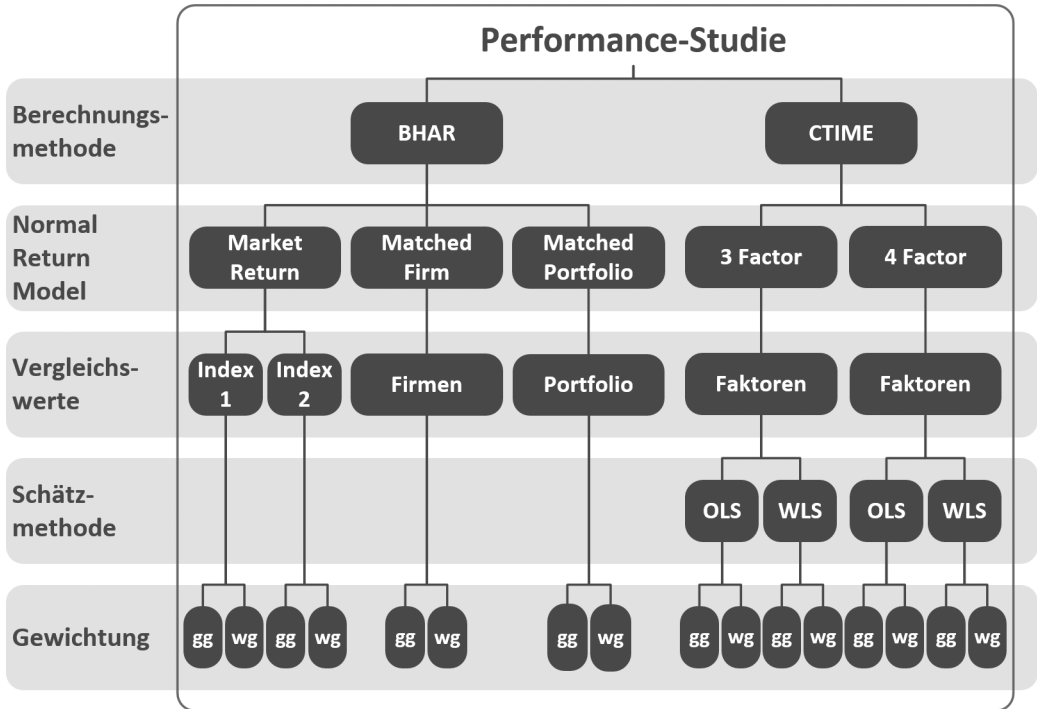 Performance-Studie
Berechnungs-
methode
BHAR
CTIME
Normal
Return
Model
Market
Return
Matched
Firm
Matched
Portfolio
3 Factor
4 Factor
Vergleichs-
werte
Index
1
Index
2
Firmen
Portfolio
Faktoren
Faktoren
Schätz-
methode
OLS
WLS
OLS
WLS
Gewichtung
gg
wg
gg
wg
gg
wg
gg
wg
gg
wg
gg
wg
gg
wg
gg
wg